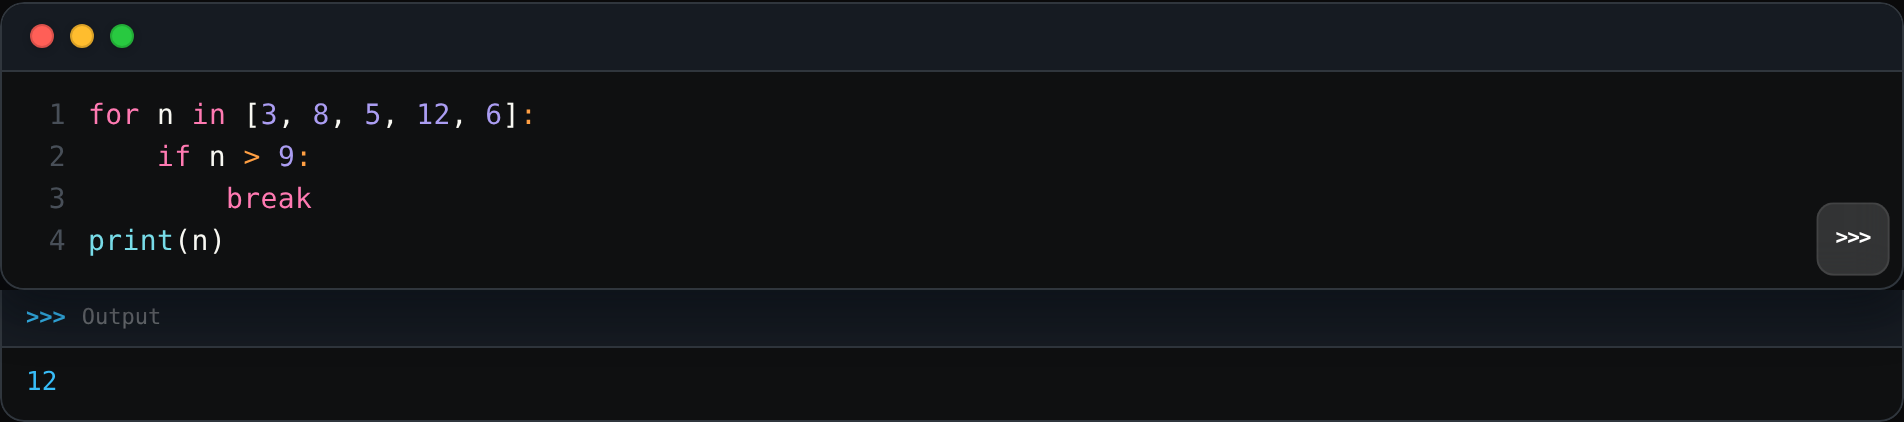 1 for n in [3, 8, 5, 12, 6]:
2     if n > 9:
3         break
4 print(n)
>>>
>>> Output
12